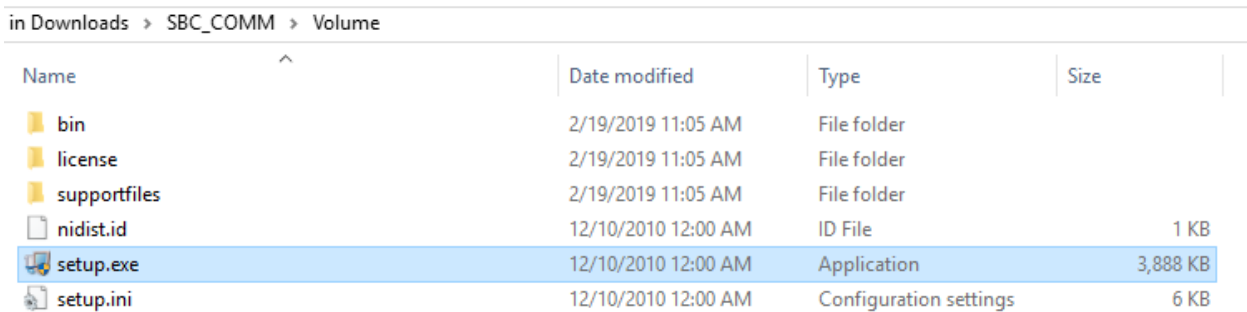 in Downloads > SBC_COMM > Volume
Name Date modified Type Size
bin 2/19/2019 11:05 AM File folder
license 2/19/2019 11:05 AM File folder
supportfiles 2/19/2019 11:05 AM File folder
nidist.id 12/10/2010 12:00 AM ID File 1 KB
setup.exe 12/10/2010 12:00 AM Application 3,888 KB
setup.ini 12/10/2010 12:00 AM Configuration settings 6 KB